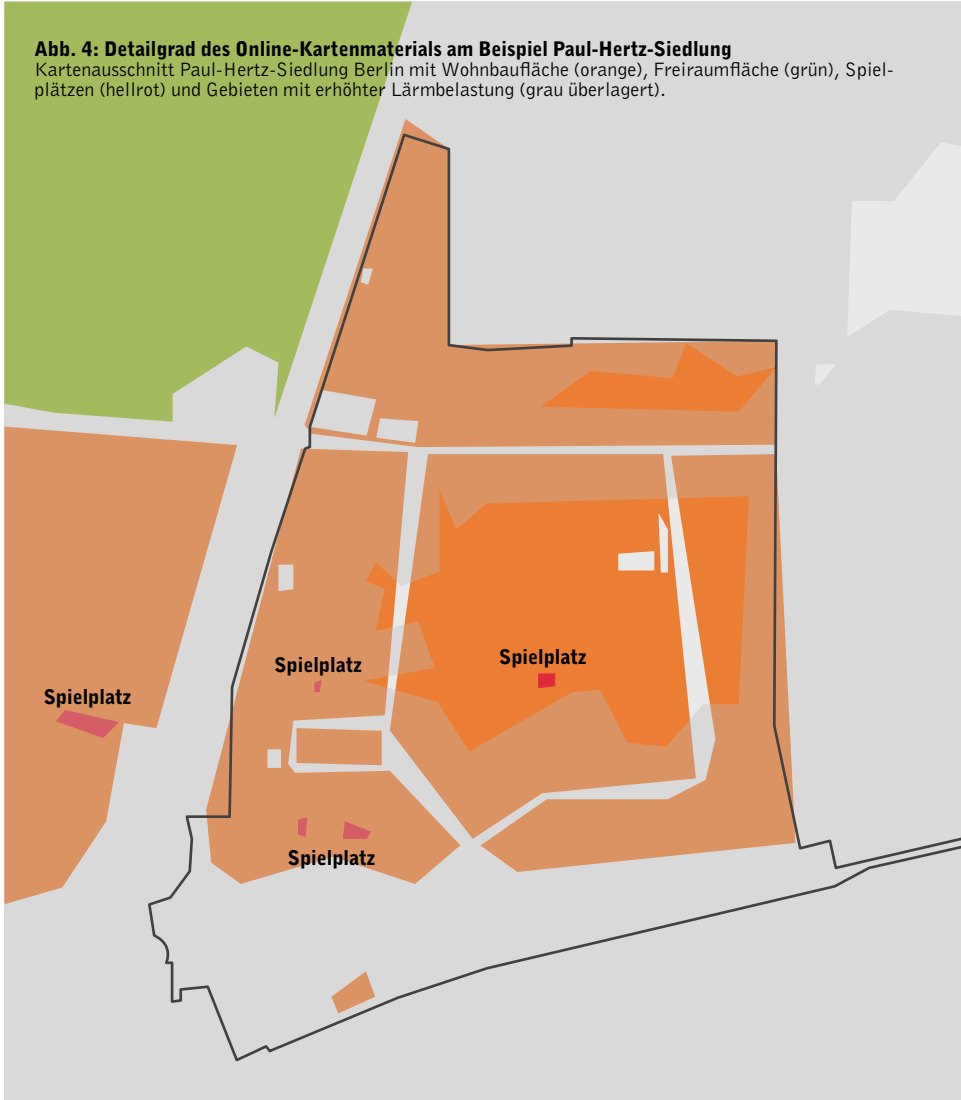 Abb. 4: Detailgrad des Online-Kartenmaterials am Beispiel Paul-Hertz-Siedlung
Kartenausschnitt Paul-Hertz-Siedlung Berlin mit Wohnbaufläche (orange), Freiraumfläche (grün), Spiel-
plätzen (hellrot) und Gebieten mit erhöhter Lärmbelastung (grau überlagert).
Spielplatz
Spielplatz
Spielplatz
Spielplatz